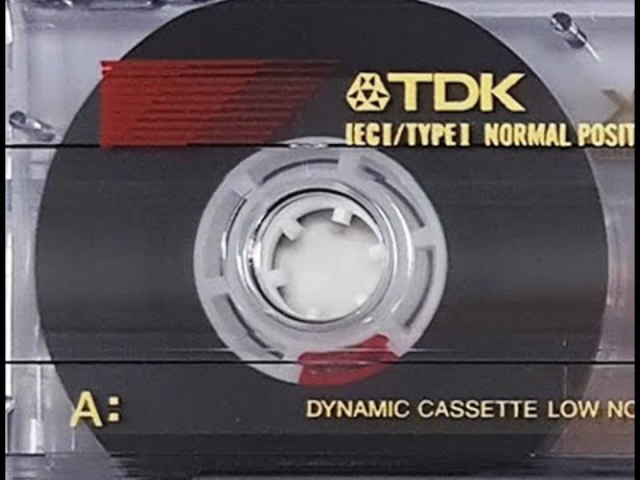 TDK
IECI/TYPEI NORMAL POSIT
A:
DYNAMIC CASSETTE LOW NO